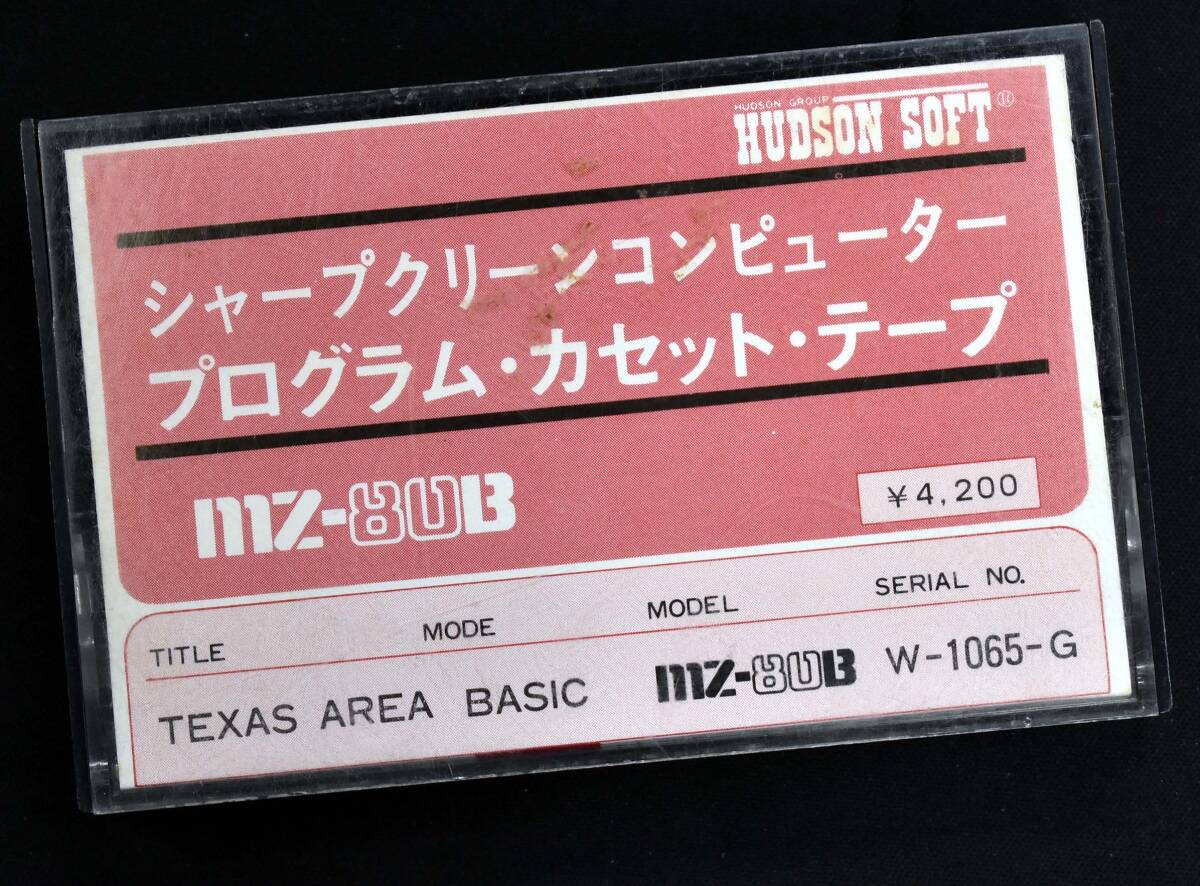 HUDSON GROUP
HUDSON SOFT®
シャープクリーンコンピューター
プログラム・カセット・テープ
MZ-80B
¥4,200
TITLE MODE MODEL SERIAL NO.
TEXAS AREA BASIC MZ-80B W-1065-G